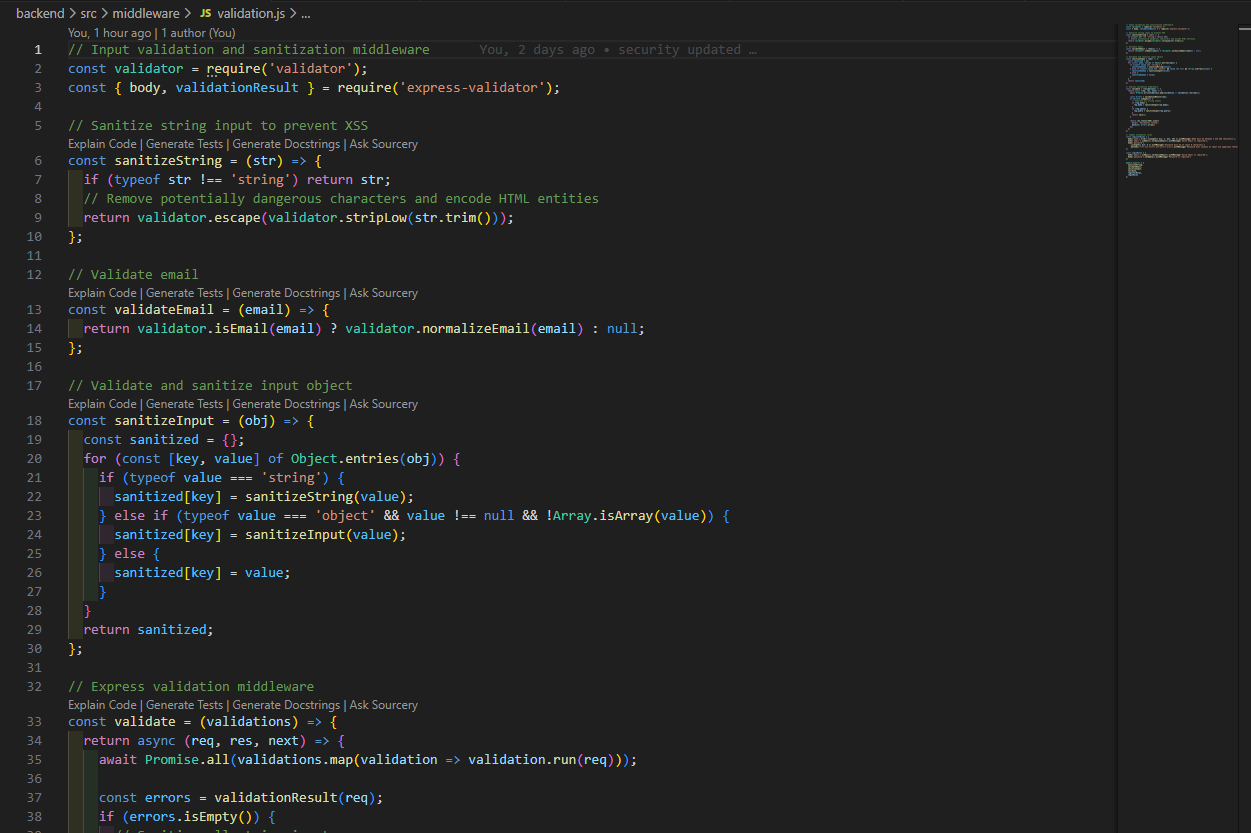 backend > src > middleware > JS validation.js > ...
You, 1 hour ago | 1 author (You)
1 // Input validation and sanitization middleware You, 2 days ago • security updated …
2 const validator = require('validator');
3 const { body, validationResult } = require('express-validator');
4
5 // Sanitize string input to prevent XSS
Explain Code | Generate Tests | Generate Docstrings | Ask Sourcery
6 const sanitizeString = (str) => {
7 if (typeof str !== 'string') return str;
8 // Remove potentially dangerous characters and encode HTML entities
9 return validator.escape(validator.stripLow(str.trim()));
10 };
11
12 // Validate email
Explain Code | Generate Tests | Generate Docstrings | Ask Sourcery
13 const validateEmail = (email) => {
14 return validator.isEmail(email) ? validator.normalizeEmail(email) : null;
15 };
16
17 // Validate and sanitize input object
Explain Code | Generate Tests | Generate Docstrings | Ask Sourcery
18 const sanitizeInput = (obj) => {
19 const sanitized = {};
20 for (const [key, value] of Object.entries(obj)) {
21 if (typeof value === 'string') {
22 sanitized[key] = sanitizeString(value);
23 } else if (typeof value === 'object' && value !== null && !Array.isArray(value)) {
24 sanitized[key] = sanitizeInput(value);
25 } else {
26 sanitized[key] = value;
27 }
28 }
29 return sanitized;
30 };
31
32 // Express validation middleware
Explain Code | Generate Tests | Generate Docstrings | Ask Sourcery
33 const validate = (validations) => {
34 return async (req, res, next) => {
35 await Promise.all(validations.map(validation => validation.run(req)));
36
37 const errors = validationResult(req);
38 if (errors.isEmpty()) {